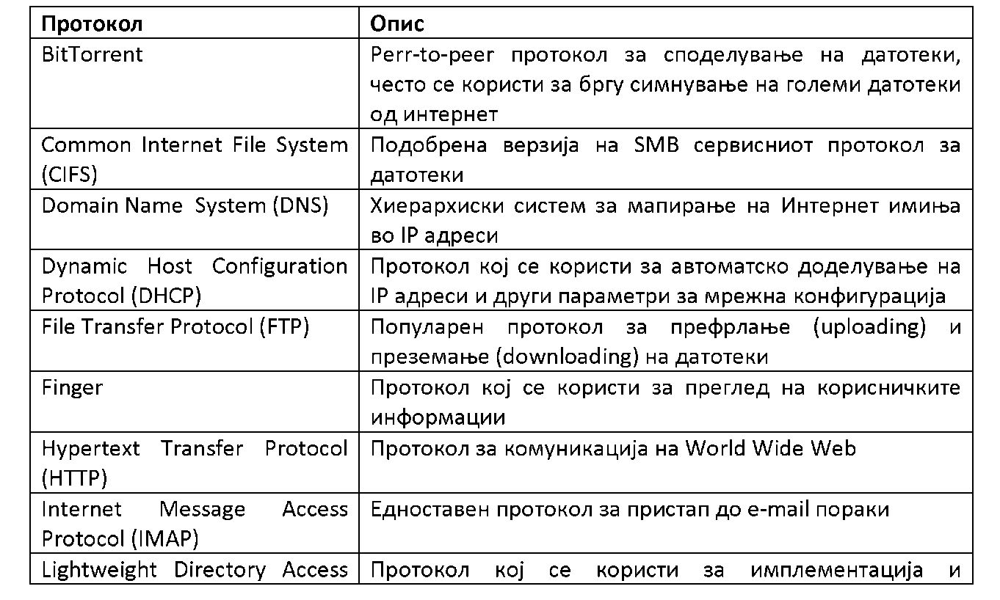 Протокол Опис
BitTorrent Perr-to-peer протокол за споделување на датотеки,
често се користи за бргу симнување на големи датотеки
од интернет
Common Internet File System Подобрена верзија на SMB сервисниот протокол за
(CIFS) датотеки
Domain Name System (DNS) Хиерархиски систем за мапирање на Интернет имиња
во IP адреси
Dynamic Host Configuration Протокол кој се користи за автоматско доделување на
Protocol (DHCP) IP адреси и други параметри за мрежна конфигурација
File Transfer Protocol (FTP) Популарен протокол за префрлање (uploading) и
преземање (downloading) на датотеки
Finger Протокол кој се користи за преглед на корисничките
информации
Hypertext Transfer Protocol Протокол за комуникација на World Wide Web
(HTTP)
Internet Message Access Едноставен протокол за пристап до e-mail пораки
Protocol (IMAP)
Lightweight Directory Access Протокол кој се користи за имплементација и